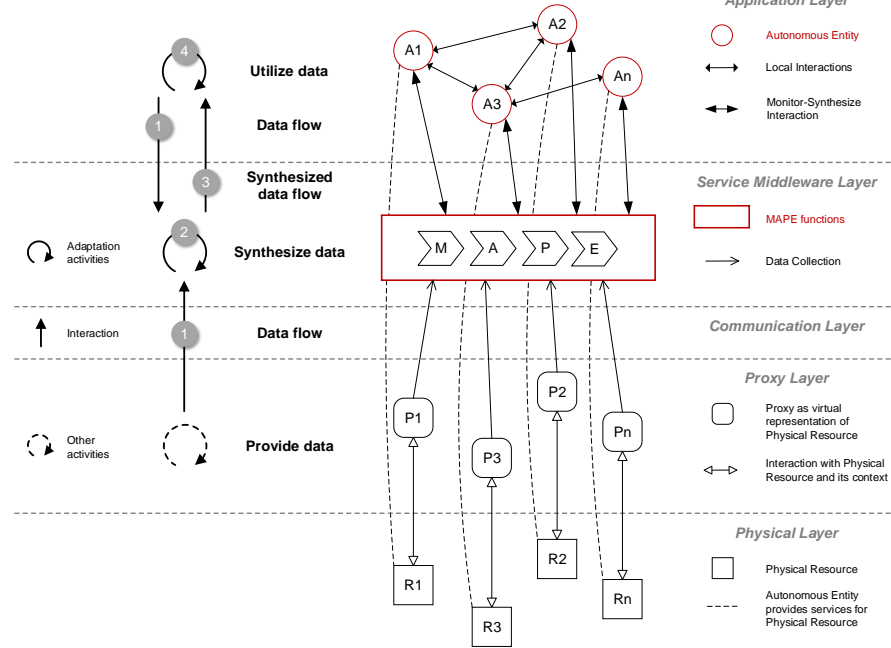 Application Layer
A1
A2
A3
An
Autonomous Entity
Local Interactions
Monitor-Synthesize
Interaction
4
Utilize data
1
Data flow
3
Synthesized
data flow
Service Middleware Layer
MAPE functions
Data Collection
2
Adaptation
activities
Synthesize data
M
A
P
E
Interaction
1
Data flow
Communication Layer
Proxy Layer
P1
P2
P3
Pn
Proxy as virtual
representation of
Physical Resource
Interaction with Physical
Resource and its context
Other
activities
Provide data
Physical Layer
R1
R2
R3
Rn
Physical Resource
Autonomous Entity
provides services for
Physical Resource